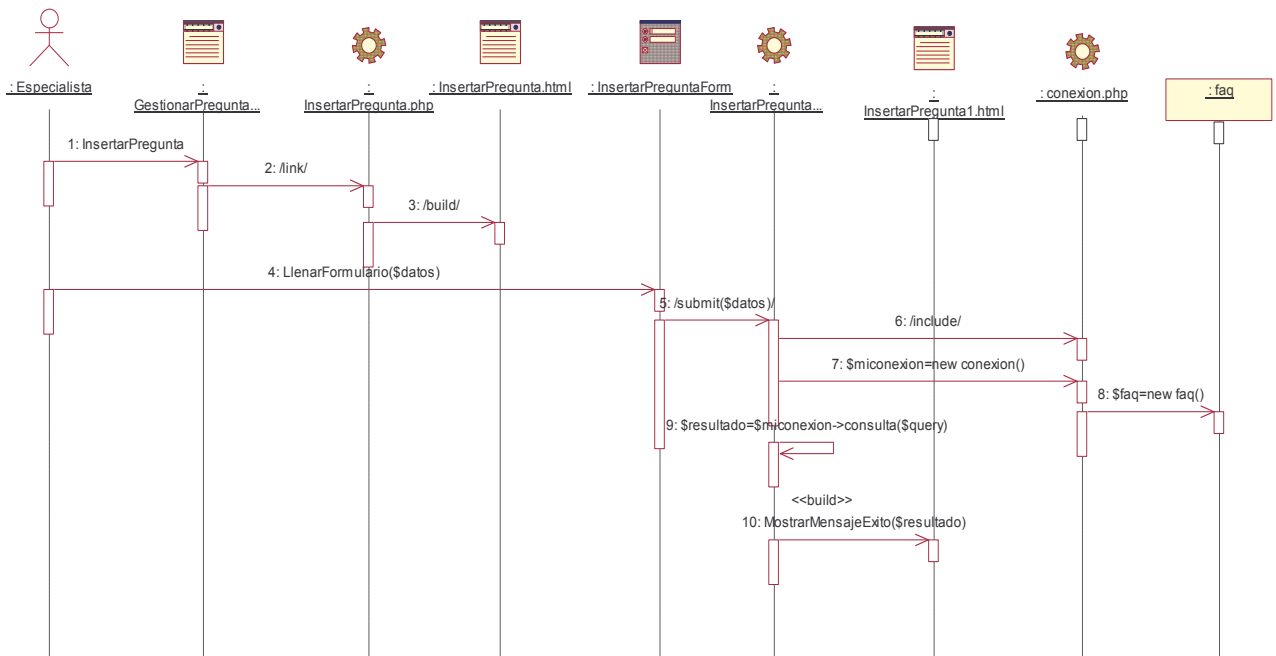 : Especialista
:
GestionarPregunta...
:
InsertarPregunta.php
: InsertarPregunta.html
: InsertarPreguntaForm
:
InsertarPregunta...
:
InsertarPregunta1.html
: conexion.php
: faq
1: InsertarPregunta
2: /link/
3: /build/
4: LlenarFormulario($datos)
5: /submit($datos)/
6: /include/
7: $miconexion=new conexion()
8: $faq=new faq()
9: $resultado=$miconexion->consulta($query)
<<build>>
10: MostrarMensajeExito($resultado)